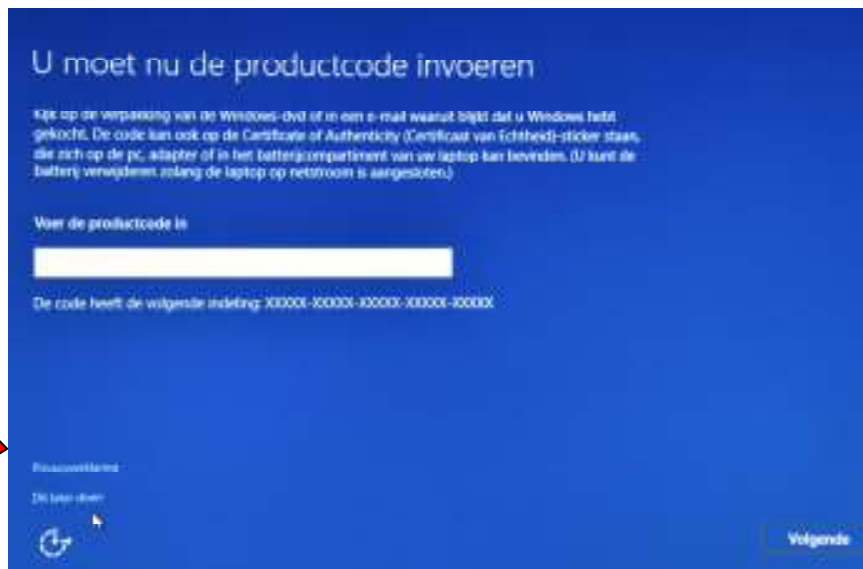 U moet nu de productcode invoeren
Kijk op de verpakking van de Windows-dvd of in een e-mail waaruit blijkt dat u Windows hebt
gekocht. De code kan ook op de Certificate of Authenticity (Certificaat van Echtheid)-sticker staan,
die zich op de pc, adapter of in het batterijcompartiment van uw laptop kan bevinden. (U kunt de
batterij verwijderen zolang de laptop op netstroom is aangesloten.)
Voer de productcode in
De code heeft de volgende indeling: XXXXX-XXXXX-XXXXX-XXXXX-XXXXX
Privacyverklaring
Dit later doen
Volgende